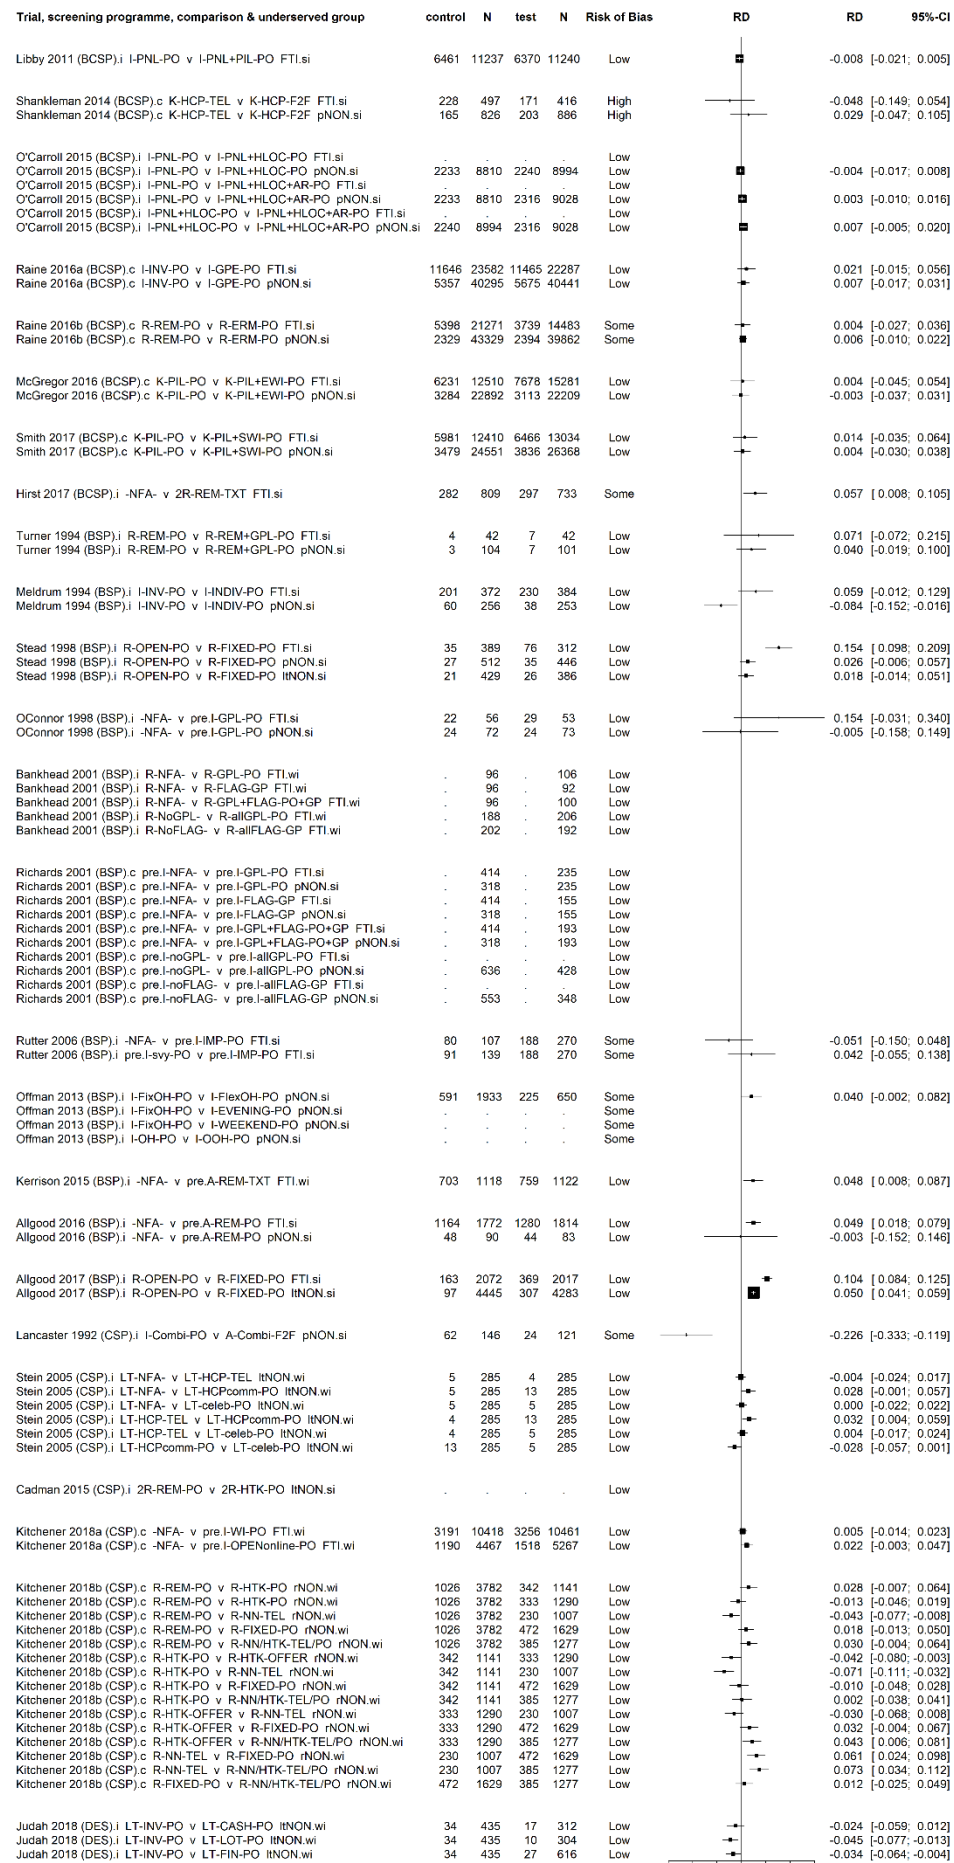 Trial, screening programme, comparison & underserved group control N test N Risk of Bias RD RD 95%-CI
Libby 2011 (BCSP).i I-PNL-PO v I-PNL+PIL-PO FTI.si 6461 11237 6370 11240 Low -0.008 [-0.021; 0.005]
Shankleman 2014 (BCSP).c K-HCP-TEL v K-HCP-F2F FTI.si 228 497 171 416 High -0.048 [-0.149; 0.054]
Shankleman 2014 (BCSP).c K-HCP-TEL v K-HCP-F2F pNON.si 165 826 203 886 High 0.029 [-0.047; 0.105]
O'Carroll 2015 (BCSP).i I-PNL-PO v I-PNL+HLOC-PO FTI.si . . . . Low
O'Carroll 2015 (BCSP).i I-PNL-PO v I-PNL+HLOC-PO pNON.si 2233 8810 2240 8994 Low -0.004 [-0.017; 0.008]
O'Carroll 2015 (BCSP).i I-PNL-PO v I-PNL+HLOC+AR-PO FTI.si . . . . Low
O'Carroll 2015 (BCSP).i I-PNL-PO v I-PNL+HLOC+AR-PO pNON.si 2233 8810 2316 9028 Low 0.003 [-0.010; 0.016]
O'Carroll 2015 (BCSP).i I-PNL+HLOC-PO v I-PNL+HLOC+AR-PO FTI.si . . . . Low
O'Carroll 2015 (BCSP).i I-PNL+HLOC-PO v I-PNL+HLOC+AR-PO pNON.si 2240 8994 2316 9028 Low 0.007 [-0.005; 0.020]
Raine 2016a (BCSP).c I-INV-PO v I-GPE-PO FTI.si 11646 23582 11465 22287 Low 0.021 [-0.015; 0.056]
Raine 2016a (BCSP).c I-INV-PO v I-GPE-PO pNON.si 5357 40295 5675 40441 Low 0.007 [-0.017; 0.031]
Raine 2016b (BCSP).c R-REM-PO v R-ERM-PO FTI.si 5398 21271 3739 14483 Some 0.004 [-0.027; 0.036]
Raine 2016b (BCSP).c R-REM-PO v R-ERM-PO pNON.si 2329 43329 2394 39862 Some 0.006 [-0.010; 0.022]
McGregor 2016 (BCSP).c K-PIL-PO v K-PIL+EWI-PO FTI.si 6231 12510 7678 15281 Low 0.004 [-0.045; 0.054]
McGregor 2016 (BCSP).c K-PIL-PO v K-PIL+EWI-PO pNON.si 3284 22892 3113 22209 Low -0.003 [-0.037; 0.031]
Smith 2017 (BCSP).c K-PIL-PO v K-PIL+SWI-PO FTI.si 5981 12410 6466 13034 Low 0.014 [-0.035; 0.064]
Smith 2017 (BCSP).c K-PIL-PO v K-PIL+SWI-PO pNON.si 3479 24551 3836 26368 Low 0.004 [-0.030; 0.038]
Hirst 2017 (BCSP).i -NFA- v 2R-REM-TXT FTI.si 282 809 297 733 Some 0.057 [ 0.008; 0.105]
Turner 1994 (BSP).i R-REM-PO v R-REM+GPL-PO FTI.si 4 42 7 42 Low 0.071 [-0.072; 0.215]
Turner 1994 (BSP).i R-REM-PO v R-REM+GPL-PO pNON.si 3 104 7 101 Low 0.040 [-0.019; 0.100]
Meldrum 1994 (BSP).i I-INV-PO v I-INDIV-PO FTI.si 201 372 230 384 Low 0.059 [-0.012; 0.129]
Meldrum 1994 (BSP).i I-INV-PO v I-INDIV-PO pNON.si 60 256 38 253 Low -0.084 [-0.152; -0.016]
Stead 1998 (BSP).i R-OPEN-PO v R-FIXED-PO FTI.si 35 389 76 312 Low 0.154 [ 0.098; 0.209]
Stead 1998 (BSP).i R-OPEN-PO v R-FIXED-PO pNON.si 27 512 35 446 Low 0.026 [-0.006; 0.057]
Stead 1998 (BSP).i R-OPEN-PO v R-FIXED-PO ltNON.si 21 429 26 386 Low 0.018 [-0.014; 0.051]
OConnor 1998 (BSP).i -NFA- v pre.I-GPL-PO FTI.si 22 56 29 53 Low 0.154 [-0.031; 0.340]
OConnor 1998 (BSP).i -NFA- v pre.I-GPL-PO pNON.si 24 72 24 73 Low -0.005 [-0.158; 0.149]
Bankhead 2001 (BSP).i R-NFA- v R-GPL-PO FTI.wi . 96 . 106 Low
Bankhead 2001 (BSP).i R-NFA- v R-FLAG-GP FTI.wi . 96 . 92 Low
Bankhead 2001 (BSP).i R-NFA- v R-GPL+FLAG-PO+GP FTI.wi . 96 . 100 Low
Bankhead 2001 (BSP).i R-NoGPL- v R-allGPL-PO FTI.wi . 188 . 206 Low
Bankhead 2001 (BSP).i R-NoFLAG- v R-allFLAG-GP FTI.wi . 202 . 192 Low
Richards 2001 (BSP).c pre.I-NFA- v pre.I-GPL-PO FTI.si . 414 . 235 Low
Richards 2001 (BSP).c pre.I-NFA- v pre.I-GPL-PO pNON.si . 318 . 235 Low
Richards 2001 (BSP).c pre.I-NFA- v pre.I-FLAG-GP FTI.si . 414 . 155 Low
Richards 2001 (BSP).c pre.I-NFA- v pre.I-FLAG-GP pNON.si . 318 . 155 Low
Richards 2001 (BSP).c pre.I-NFA- v pre.I-GPL+FLAG-PO+GP FTI.si . 414 . 193 Low
Richards 2001 (BSP).c pre.I-NFA- v pre.I-GPL+FLAG-PO+GP pNON.si . 318 . 193 Low
Richards 2001 (BSP).c pre.I-noGPL- v pre.I-allGPL-PO FTI.si . . . . Low
Richards 2001 (BSP).c pre.I-noGPL- v pre.I-allGPL-PO pNON.si . 636 . 428 Low
Richards 2001 (BSP).c pre.I-noFLAG- v pre.I-allFLAG-GP FTI.si . . . . Low
Richards 2001 (BSP).c pre.I-noFLAG- v pre.I-allFLAG-GP pNON.si . 553 . 348 Low
Rutter 2006 (BSP).i -NFA- v pre.I-IMP-PO FTI.si 80 107 188 270 Some -0.051 [-0.150; 0.048]
Rutter 2006 (BSP).i pre.I-svy-PO v pre.I-IMP-PO FTI.si 91 139 188 270 Some 0.042 [-0.055; 0.138]
Offman 2013 (BSP).i I-FixOH-PO v I-FlexOH-PO pNON.si 591 1933 225 650 Some 0.040 [-0.002; 0.082]
Offman 2013 (BSP).i I-FixOH-PO v I-EVENING-PO pNON.si . . . . Some
Offman 2013 (BSP).i I-FixOH-PO v I-WEEKEND-PO pNON.si . . . . Some
Offman 2013 (BSP).i I-OH-PO v I-OOH-PO pNON.si . . . . Some
Kerrison 2015 (BSP).i -NFA- v pre.A-REM-TXT FTI.wi 703 1118 759 1122 Low 0.048 [ 0.008; 0.087]
Allgood 2016 (BSP).i -NFA- v pre.A-REM-PO FTI.si 1164 1772 1280 1814 Low 0.049 [ 0.018; 0.079]
Allgood 2016 (BSP).i -NFA- v pre.A-REM-PO pNON.si 48 90 44 83 Low -0.003 [-0.152; 0.146]
Allgood 2017 (BSP).i R-OPEN-PO v R-FIXED-PO FTI.si 163 2072 369 2017 Low 0.104 [ 0.084; 0.125]
Allgood 2017 (BSP).i R-OPEN-PO v R-FIXED-PO ltNON.si 97 4445 307 4283 Low 0.050 [ 0.041; 0.059]
Lancaster 1992 (CSP).i I-Combi-PO v A-Combi-F2F pNON.si 62 146 24 121 Some -0.226 [-0.333; -0.119]
Stein 2005 (CSP).i LT-NFA- v LT-HCP-TEL ltNON.wi 5 285 4 285 Low -0.004 [-0.024; 0.017]
Stein 2005 (CSP).i LT-NFA- v LT-HCPcomm-PO ltNON.wi 5 285 13 285 Low 0.028 [-0.001; 0.057]
Stein 2005 (CSP).i LT-NFA- v LT-celeb-PO ltNON.wi 5 285 5 285 Low 0.000 [-0.022; 0.022]
Stein 2005 (CSP).i LT-HCP-TEL v LT-HCPcomm-PO ltNON.wi 4 285 13 285 Low 0.032 [ 0.004; 0.059]
Stein 2005 (CSP).i LT-HCP-TEL v LT-celeb-PO ltNON.wi 4 285 5 285 Low 0.004 [-0.017; 0.024]
Stein 2005 (CSP).i LT-HCPcomm-PO v LT-celeb-PO ltNON.wi 13 285 5 285 Low -0.028 [-0.057; 0.001]
Cadman 2015 (CSP).i 2R-REM-PO v 2R-HTK-PO ltNON.si . . . . Low
Kitchener 2018a (CSP).c -NFA- v pre.I-WI-PO FTI.wi 3191 10418 3256 10461 Low 0.005 [-0.014; 0.023]
Kitchener 2018a (CSP).c -NFA- v pre.I-OPENonline-PO FTI.wi 1190 4467 1518 5267 Low 0.022 [-0.003; 0.047]
Kitchener 2018b (CSP).c R-REM-PO v R-HTK-PO rNON.wi 1026 3782 342 1141 Low 0.028 [-0.007; 0.064]
Kitchener 2018b (CSP).c R-REM-PO v R-HTK-PO rNON.wi 1026 3782 333 1290 Low -0.013 [-0.046; 0.019]
Kitchener 2018b (CSP).c R-REM-PO v R-NN-TEL rNON.wi 1026 3782 230 1007 Low -0.043 [-0.077; -0.008]
Kitchener 2018b (CSP).c R-REM-PO v R-FIXED-PO rNON.wi 1026 3782 472 1629 Low 0.018 [-0.013; 0.050]
Kitchener 2018b (CSP).c R-REM-PO v R-NN/HTK-TEL/PO rNON.wi 1026 3782 385 1277 Low 0.030 [-0.004; 0.064]
Kitchener 2018b (CSP).c R-HTK-PO v R-HTK-OFFER rNON.wi 342 1141 333 1290 Low -0.042 [-0.080; -0.003]
Kitchener 2018b (CSP).c R-HTK-PO v R-NN-TEL rNON.wi 342 1141 230 1007 Low -0.071 [-0.111; -0.032]
Kitchener 2018b (CSP).c R-HTK-PO v R-FIXED-PO rNON.wi 342 1141 472 1629 Low -0.010 [-0.048; 0.028]
Kitchener 2018b (CSP).c R-HTK-PO v R-NN/HTK-TEL/PO rNON.wi 342 1141 385 1277 Low 0.002 [-0.038; 0.041]
Kitchener 2018b (CSP).c R-HTK-OFFER v R-NN-TEL rNON.wi 333 1290 230 1007 Low -0.030 [-0.068; 0.008]
Kitchener 2018b (CSP).c R-HTK-OFFER v R-FIXED-PO rNON.wi 333 1290 472 1629 Low 0.032 [-0.004; 0.067]
Kitchener 2018b (CSP).c R-HTK-OFFER v R-NN/HTK-TEL/PO rNON.wi 333 1290 385 1277 Low 0.043 [ 0.006; 0.081]
Kitchener 2018b (CSP).c R-NN-TEL v R-FIXED-PO rNON.wi 230 1007 472 1629 Low 0.061 [ 0.024; 0.098]
Kitchener 2018b (CSP).c R-NN-TEL v R-NN/HTK-TEL/PO rNON.wi 230 1007 385 1277 Low 0.073 [ 0.034; 0.112]
Kitchener 2018b (CSP).c R-FIXED-PO v R-NN/HTK-TEL/PO rNON.wi 472 1629 385 1277 Low 0.012 [-0.025; 0.049]
Judah 2018 (DES).i LT-INV-PO v LT-CASH-PO ltNON.wi 34 435 17 312 Low -0.024 [-0.059; 0.012]
Judah 2018 (DES).i LT-INV-PO v LT-LOT-PO ltNON.wi 34 435 10 304 Low -0.045 [-0.077; -0.013]
Judah 2018 (DES).i LT-INV-PO v LT-FIN-PO ltNON.wi 34 435 27 616 Low -0.034 [-0.064; -0.004]